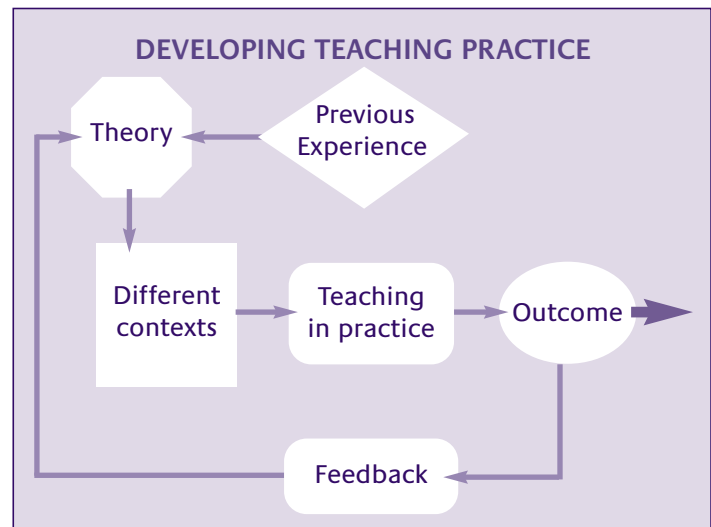 DEVELOPING TEACHING PRACTICE
Theory
Previous
Experience
Different
contexts
Teaching
in practice
Outcome
Feedback